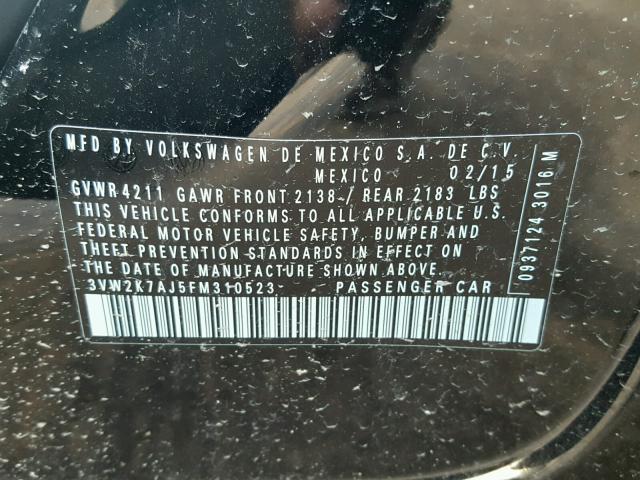 MFD BY VOLKSWAGEN DE MEXICO S.A. DE C.V.
MEXICO 02/15
GVWR 4211 GAWR FRONT 2138 / REAR 2183 LBS
THIS VEHICLE CONFORMS TO ALL APPLICABLE U.S.
FEDERAL MOTOR VEHICLE SAFETY, BUMPER AND
THEFT PREVENTION STANDARDS IN EFFECT ON
THE DATE OF MANUFACTURE SHOWN ABOVE.
3VW2K7AJ5FM310523 PASSENGER CAR
0937124 3016 M